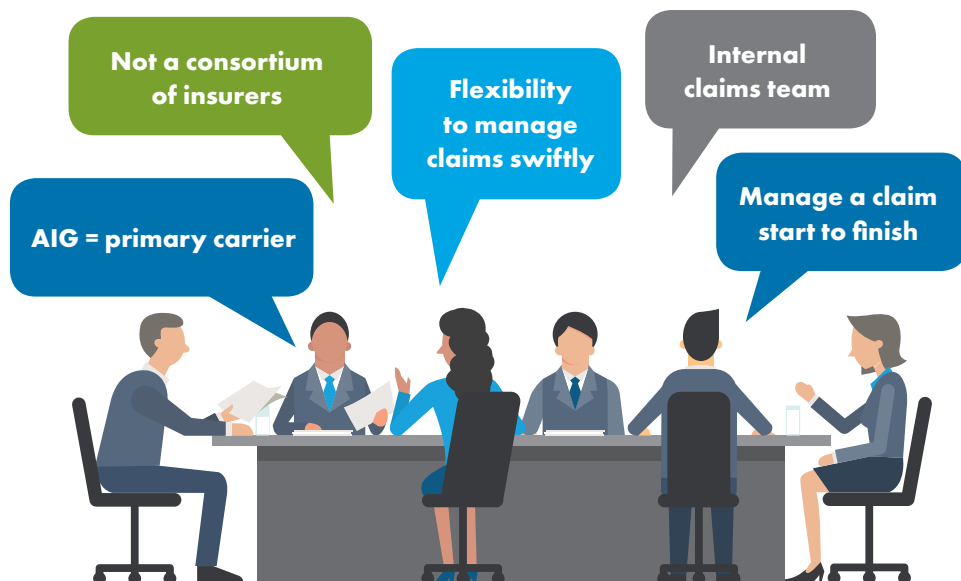 Not a consortium
of insurers
Flexibility
to manage
claims swiftly
Internal
claims team
AIG = primary carrier
Manage a claim
start to finish